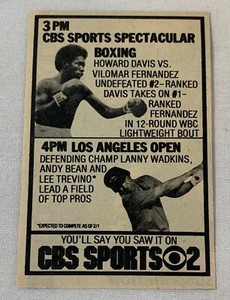 3 PM
CBS SPORTS SPECTACULAR
BOXING
HOWARD DAVIS VS.
VILOMAR FERNANDEZ
UNDEFEATED #2-RANKED
DAVIS TAKES ON #1-
RANKED
FERNANDEZ
IN 12-ROUND WBC
LIGHTWEIGHT BOUT
4PM LOS ANGELES OPEN
DEFENDING CHAMP LANNY WADKINS,
ANDY BEAN AND
LEE TREVINO*
LEAD A FIELD
OF TOP PROS
*EXPECTED TO COMPETE AS OF 2/1
YOU'LL SAY YOU SAW IT ON
CBS SPORTS 2